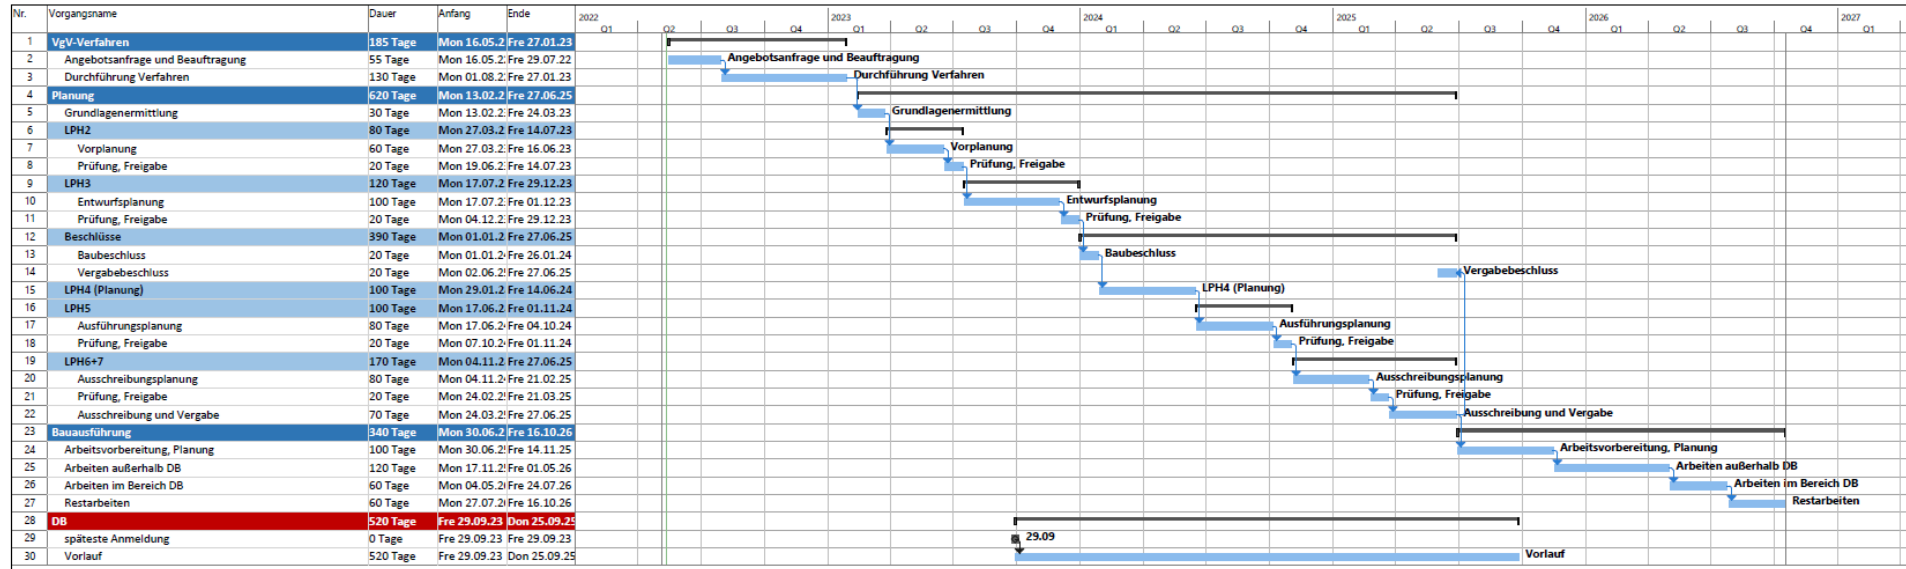 Nr. Vorgangsname Dauer Anfang Ende 2022 2023 2024 2025 2026 2027
Q1 Q2 Q3 Q4 Q1 Q2 Q3 Q4 Q1 Q2 Q3 Q4 Q1 Q2 Q3 Q4 Q1 Q2 Q3 Q4 Q1
1 VgV-Verfahren 185 Tage Mon 16.05.2 Fre 27.01.23
2 Angebotsanfrage und Beauftragung 55 Tage Mon 16.05.2 Fre 29.07.22 Angebotsanfrage und Beauftragung
3 Durchführung Verfahren 130 Tage Mon 01.08.2 Fre 27.01.23 Durchführung Verfahren
4 Planung 620 Tage Mon 13.02.2 Fre 27.06.25
5 Grundlagenermittlung 30 Tage Mon 13.02.2 Fre 24.03.23 Grundlagenermittlung
6 LPH2 80 Tage Mon 27.03.2 Fre 14.07.23
7 Vorplanung 60 Tage Mon 27.03.2 Fre 16.06.23 Vorplanung
8 Prüfung, Freigabe 20 Tage Mon 19.06.2 Fre 14.07.23 Prüfung, Freigabe
9 LPH3 120 Tage Mon 17.07.2 Fre 29.12.23
10 Entwurfsplanung 100 Tage Mon 17.07.2 Fre 01.12.23 Entwurfsplanung
11 Prüfung, Freigabe 20 Tage Mon 04.12.2 Fre 29.12.23 Prüfung, Freigabe
12 Beschlüsse 390 Tage Mon 01.01.2 Fre 27.06.25
13 Baubeschluss 20 Tage Mon 01.01.2 Fre 26.01.24 Baubeschluss
14 Vergabebeschluss 20 Tage Mon 02.06.2 Fre 27.06.25 Vergabebeschluss
15 LPH4 (Planung) 100 Tage Mon 29.01.2 Fre 14.06.24 LPH4 (Planung)
16 LPH5 100 Tage Mon 17.06.2 Fre 01.11.24
17 Ausführungsplanung 80 Tage Mon 17.06.2 Fre 04.10.24 Ausführungsplanung
18 Prüfung, Freigabe 20 Tage Mon 07.10.2 Fre 01.11.24 Prüfung, Freigabe
19 LPH6+7 170 Tage Mon 04.11.2 Fre 27.06.25
20 Ausschreibungsplanung 80 Tage Mon 04.11.2 Fre 21.02.25 Ausschreibungsplanung
21 Prüfung, Freigabe 20 Tage Mon 24.02.2 Fre 21.03.25 Prüfung, Freigabe
22 Ausschreibung und Vergabe 70 Tage Mon 24.03.2 Fre 27.06.25 Ausschreibung und Vergabe
23 Bauausführung 340 Tage Mon 30.06.2 Fre 16.10.26
24 Arbeitsvorbereitung, Planung 100 Tage Mon 30.06.2 Fre 14.11.25 Arbeitsvorbereitung, Planung
25 Arbeiten außerhalb DB 120 Tage Mon 17.11.2 Fre 01.05.26 Arbeiten außerhalb DB
26 Arbeiten im Bereich DB 60 Tage Mon 04.05.2 Fre 24.07.26 Arbeiten im Bereich DB
27 Restarbeiten 60 Tage Mon 27.07.2 Fre 16.10.26 Restarbeiten
28 DB 520 Tage Fre 29.09.23 Don 25.09.25
29 späteste Anmeldung 0 Tage Fre 29.09.23 Fre 29.09.23 29.09
30 Vorlauf 520 Tage Fre 29.09.23 Don 25.09.25 Vorlauf